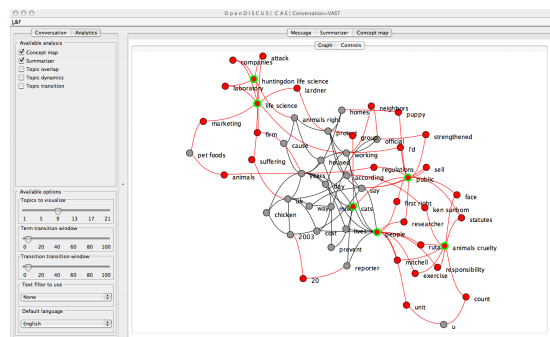 OpenDISCUS| CAE|Conversation=VAST
L&F
Conversation Analytics
Message Summarizer Concept map
Available analysis
Graph Controls
Concept map
Summarizer
Topic overlap
Topic dynamics
Topic transition
attack
companies
huntingdon life science
laboratory
lardner
life science
homes
neighbors
puppy
animals right
marketing
project
group
official
strengthened
firm
cause
i'd
pet foods
working
helped
suffering
regulations
sell
animals
years
according
public
day
say
face
uk
first right
way
cats
ken sunborn
chicken
statutes
researcher
cost
lives
people
2003
rural
animals cruelty
prevent
mitchell
responsibility
reporter
exercise
20
unit
count
u
Available options
Topics to visualize
1 5 9 13 17 21
Term transition window
0 20 40 60 80 100
Transition transition window
0 20 40 60 80 100
Text filter to use
None
Default language
English